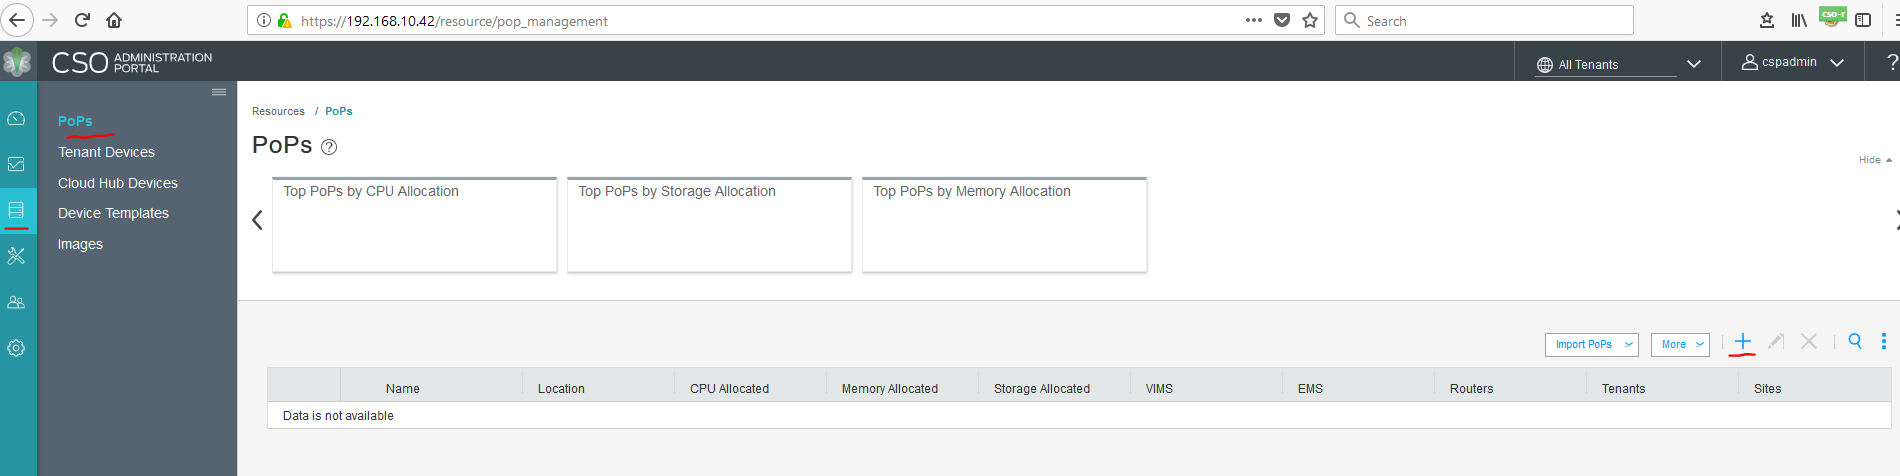 https://192.168.10.42/resource/pop_management
Search
cso-r
CSO ADMINISTRATION PORTAL
All Tenants
cspadmin
?
PoPs
Tenant Devices
Cloud Hub Devices
Device Templates
Images
Resources / PoPs
PoPs ?
Hide
Top PoPs by CPU Allocation
Top PoPs by Storage Allocation
Top PoPs by Memory Allocation
Import PoPs
More
Name Location CPU Allocated Memory Allocated Storage Allocated VIMS EMS Routers Tenants Sites
Data is not available